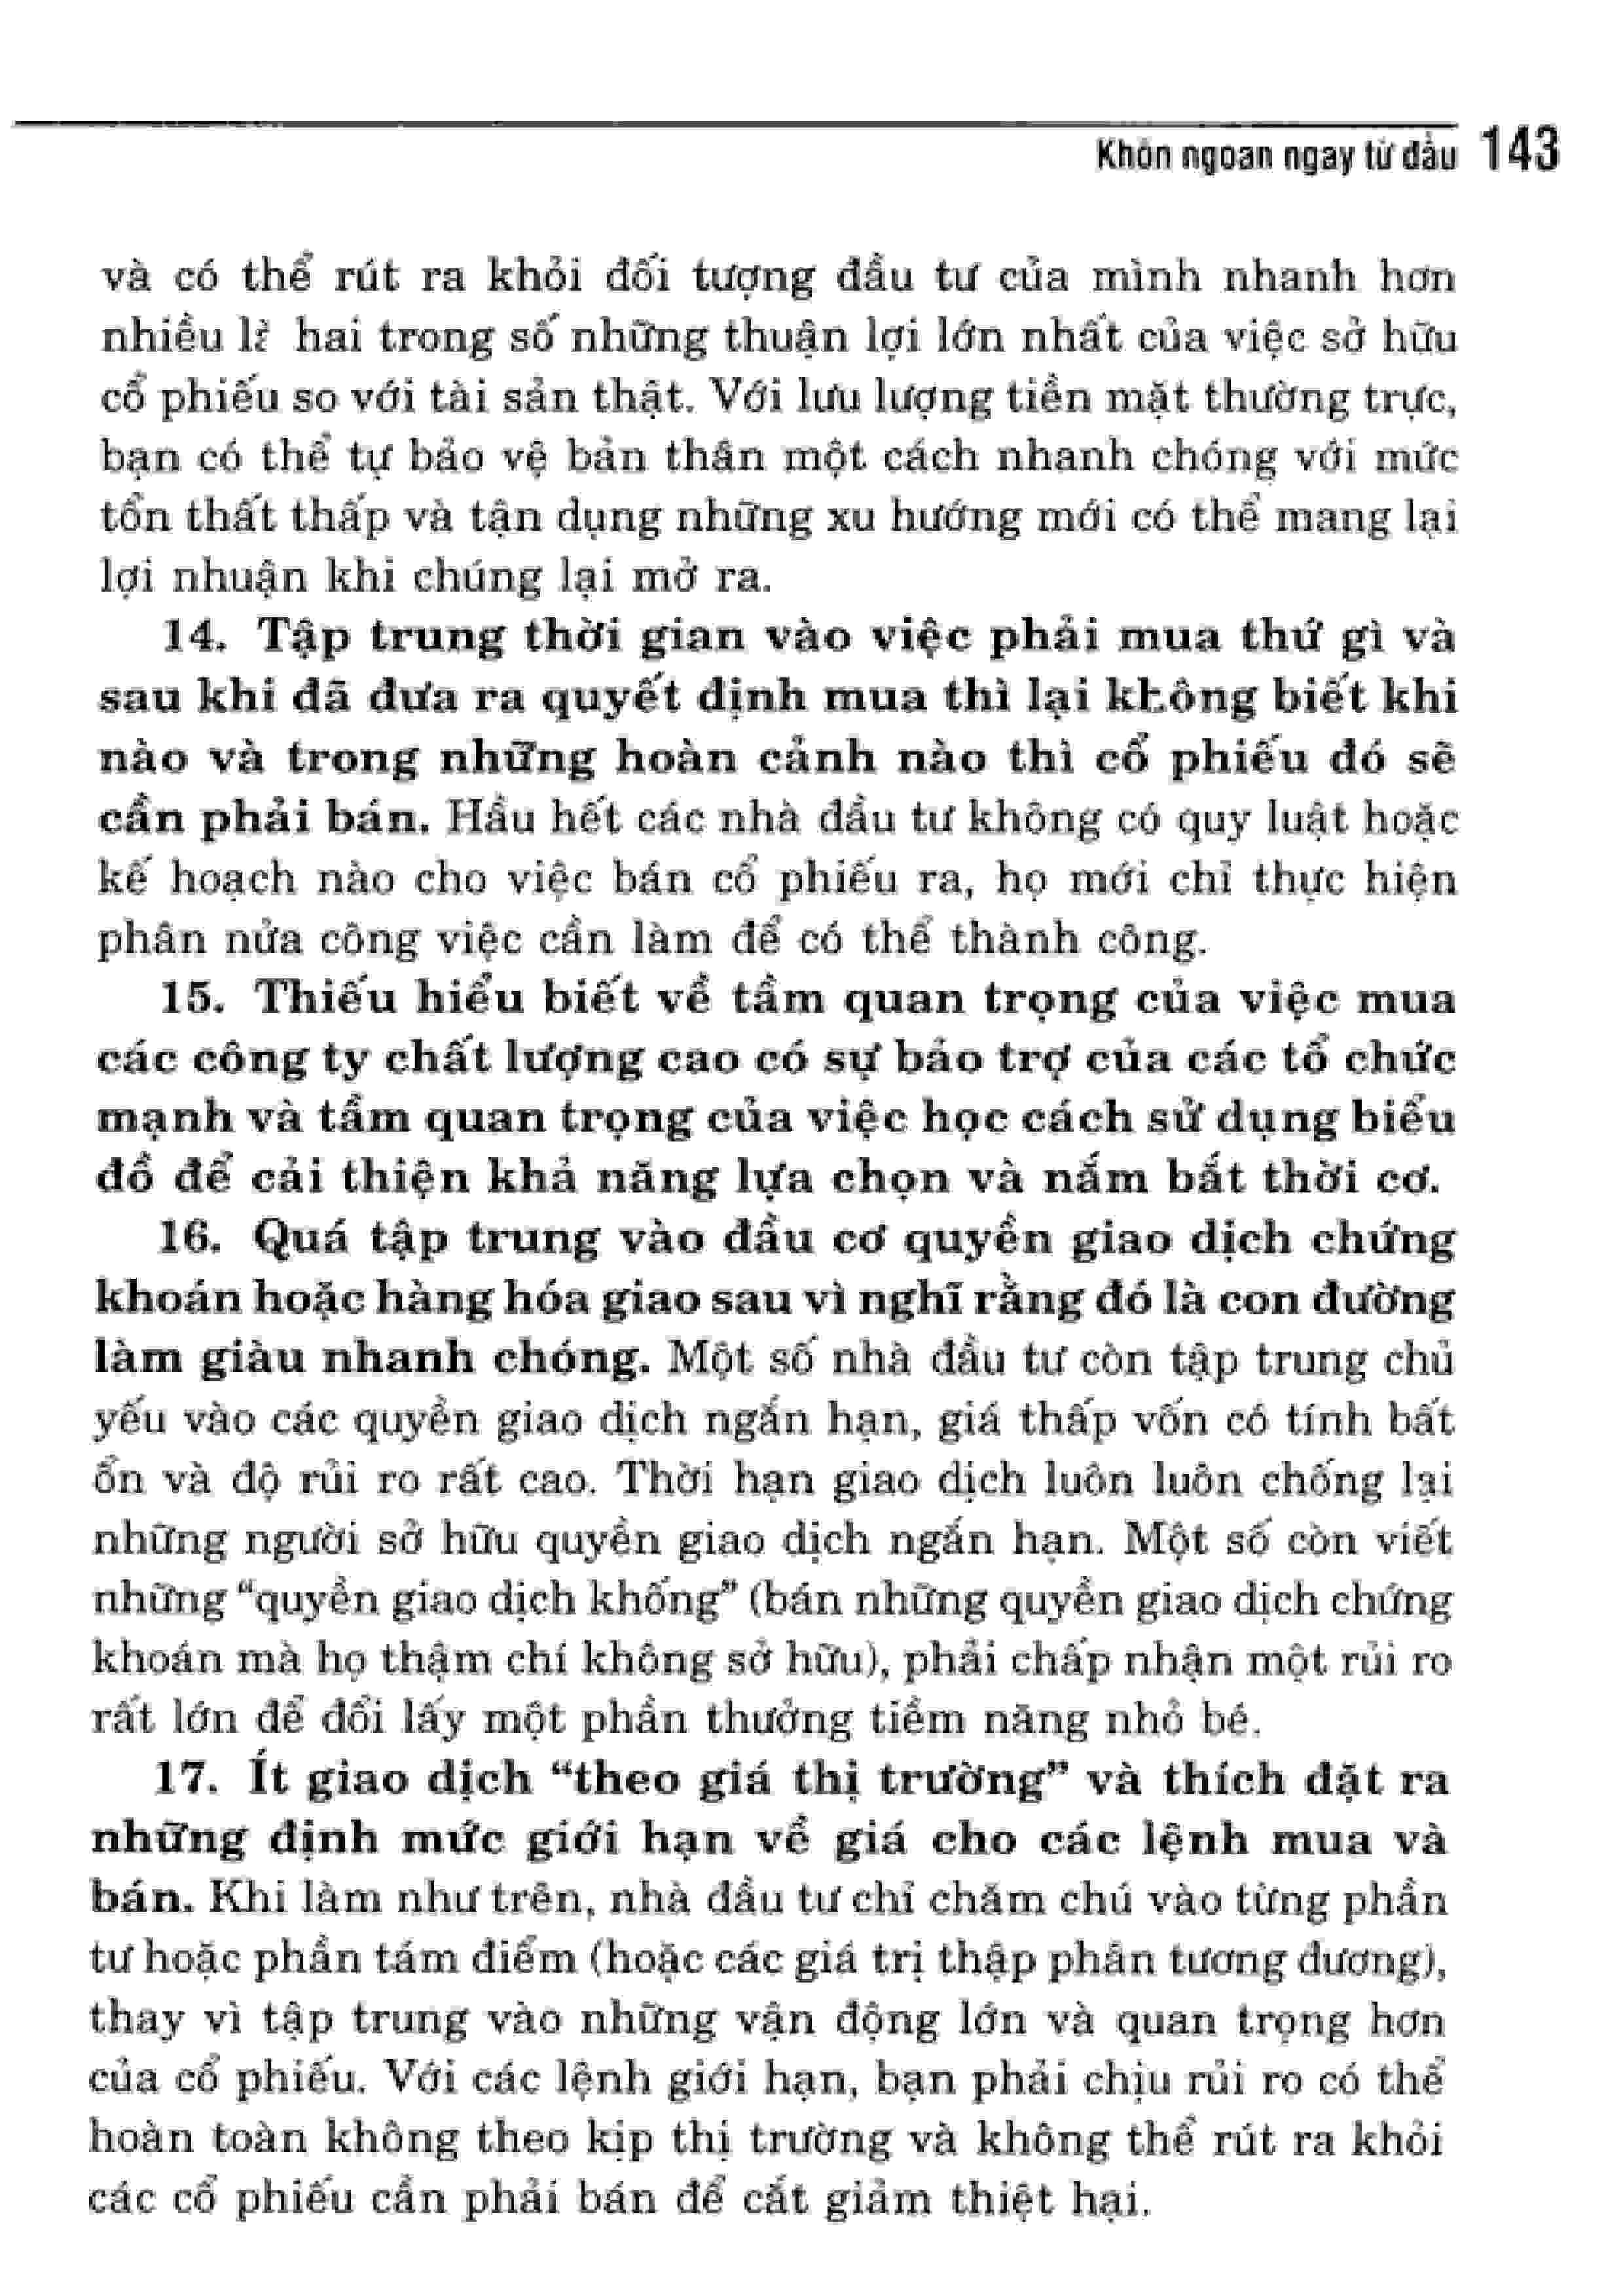 Khôn ngoan ngay từ đầu 143
và có thể rút ra khỏi đối tượng đầu tư của mình nhanh hơn
nhiều là hai trong số những thuận lợi lớn nhất của việc sở hữu
cổ phiếu so với tài sản thật. Với lưu lượng tiền mặt thường trực,
bạn có thể tự bảo vệ bản thân một cách nhanh chóng với mức
tổn thất thấp và tận dụng những xu hướng mới có thể mang lại
lợi nhuận khi chúng lại mở ra.
14. Tập trung thời gian vào việc phải mua thứ gì và
sau khi đã đưa ra quyết định mua thì lại không biết khi
nào và trong những hoàn cảnh nào thì cổ phiếu đó sẽ
cần phải bán. Hầu hết các nhà đầu tư không có quy luật hoặc
kế hoạch nào cho việc bán cổ phiếu ra, họ mới chỉ thực hiện
phân nửa công việc cần làm để có thể thành công.
15. Thiếu hiểu biết về tầm quan trọng của việc mua
các công ty chất lượng cao có sự bảo trợ của các tổ chức
mạnh và tầm quan trọng của việc học cách sử dụng biểu
đồ để cải thiện khả năng lựa chọn và nắm bắt thời cơ.
16. Quá tập trung vào đầu cơ quyền giao dịch chứng
khoán hoặc hàng hóa giao sau vì nghĩ rằng đó là con đường
làm giàu nhanh chóng. Một số nhà đầu tư còn tập trung chủ
yếu vào các quyền giao dịch ngắn hạn, giá thấp vốn có tính bất
ổn và độ rủi ro rất cao. Thời hạn giao dịch luôn luôn chống lại
những người sở hữu quyền giao dịch ngắn hạn. Một số còn viết
những “quyền giao dịch khống” (bán những quyền giao dịch chứng
khoán mà họ thậm chí không sở hữu), phải chấp nhận một rủi ro
rất lớn để đổi lấy một phần thưởng tiềm năng nhỏ bé.
17. Ít giao dịch “theo giá thị trường” và thích đặt ra
những định mức giới hạn về giá cho các lệnh mua và
bán. Khi làm như trên, nhà đầu tư chỉ chăm chú vào từng phần
tư hoặc phần tám điểm (hoặc các giá trị thập phân tương đương),
thay vì tập trung vào những vận động lớn và quan trọng hơn
của cổ phiếu. Với các lệnh giới hạn, bạn phải chịu rủi ro có thể
hoàn toàn không theo kịp thị trường và không thể rút ra khỏi
các cổ phiếu cần phải bán để cắt giảm thiệt hại.